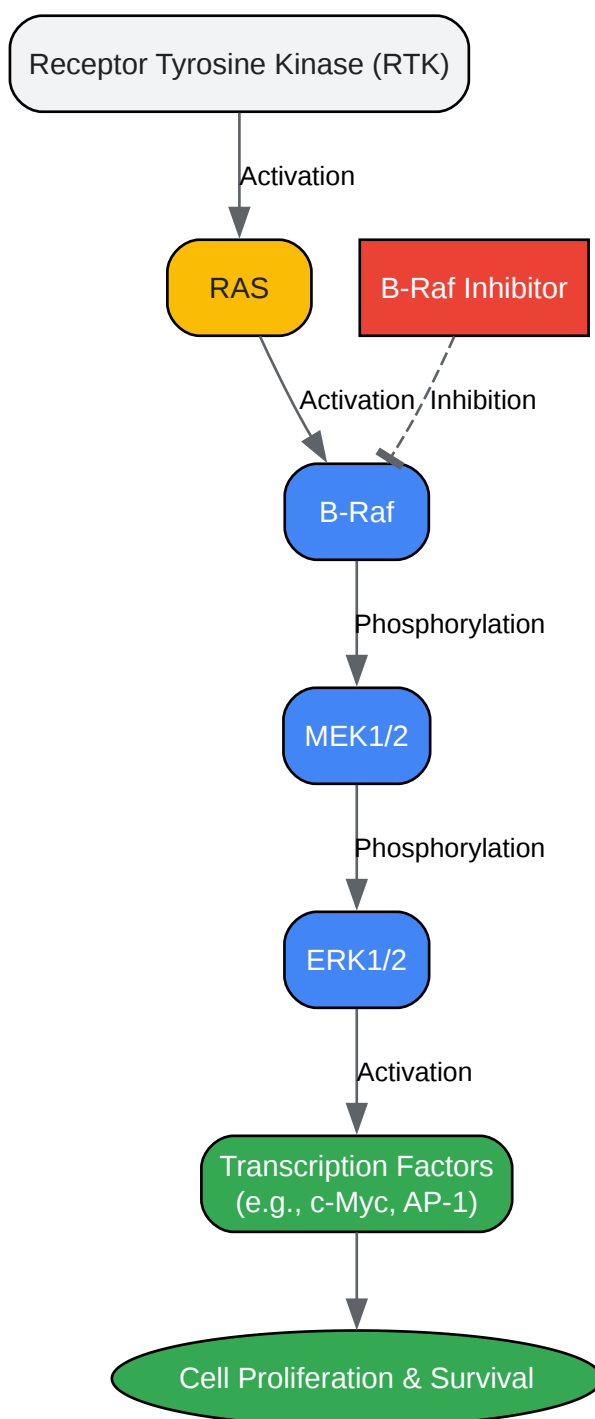 Receptor Tyrosine Kinase (RTK)
Activation
RAS
B-Raf Inhibitor
Activation
Inhibition
B-Raf
Phosphorylation
MEK1/2
Phosphorylation
ERK1/2
Activation
Transcription Factors
(e.g., c-Myc, AP-1)
Cell Proliferation & Survival